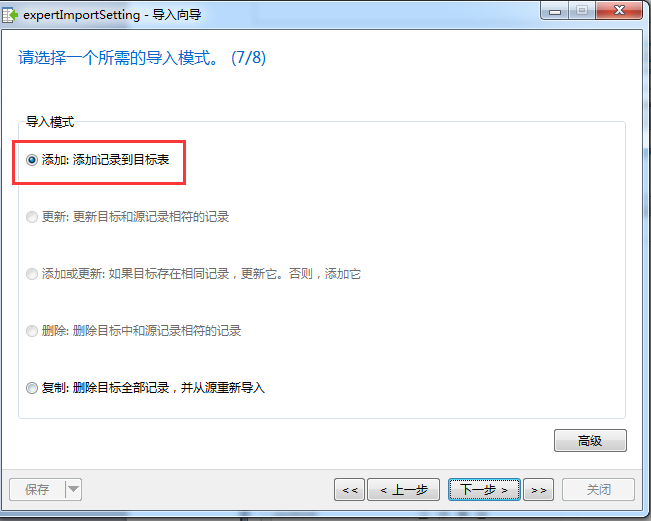 expertImportSetting - 导入向导
请选择一个所需的导入模式。 (7/8)
导入模式
添加: 添加记录到目标表
更新: 更新目标和源记录相符的记录
添加或更新: 如果目标存在相同记录，更新它。否则，添加它
删除: 删除目标中和源记录相符的记录
复制: 删除目标全部记录，并从源重新导入
高级
保存 << < 上一步 下一步 > >> 关闭